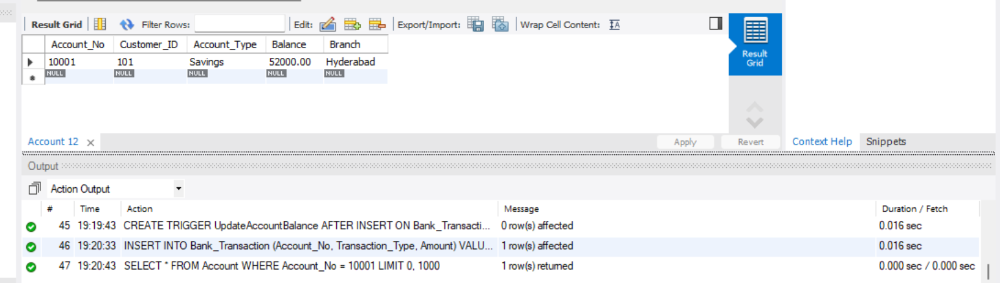 Result Grid Filter Rows: Edit: Export/Import: Wrap Cell Content: IA
Account_No Customer_ID Account_Type Balance Branch
10001 101 Savings 52000.00 Hyderabad
NULL NULL NULL NULL NULL
Result
Grid
Account 12 Apply Revert Context Help Snippets
Output
Action Output
# Time Action Message Duration / Fetch
45 19:19:43 CREATE TRIGGER UpdateAccountBalance AFTER INSERT ON Bank_Transacti... 0 row(s) affected 0.016 sec
46 19:20:33 INSERT INTO Bank_Transaction (Account_No, Transaction_Type, Amount) VALU... 1 row(s) affected 0.016 sec
47 19:20:43 SELECT * FROM Account WHERE Account_No = 10001 LIMIT 0, 1000 1 row(s) returned 0.000 sec / 0.000 sec